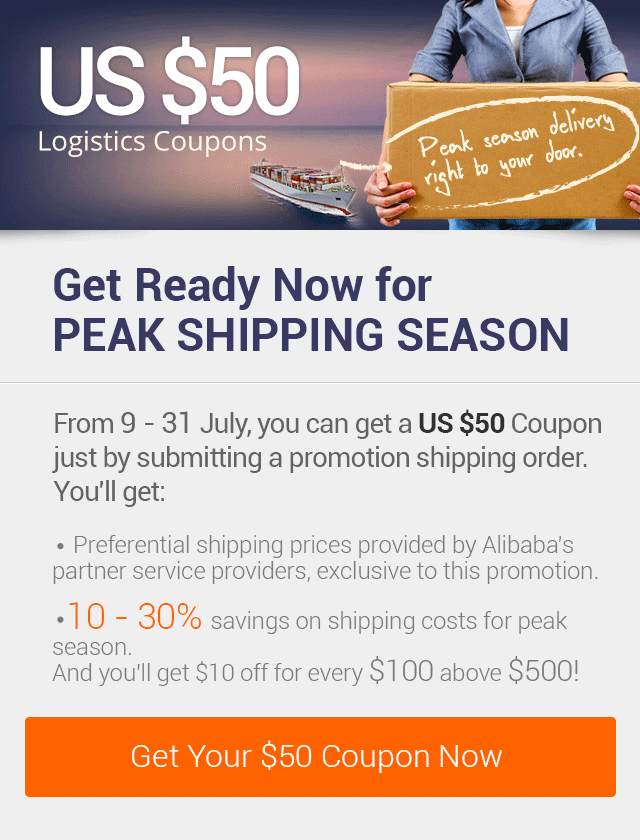 US $50
Logistics Coupons
Peak season delivery
right to your door.
Get Ready Now for
PEAK SHIPPING SEASON
From 9 - 31 July, you can get a US $50 Coupon
just by submitting a promotion shipping order.
You'll get:
• Preferential shipping prices provided by Alibaba's
partner service providers, exclusive to this promotion.
•10 - 30% savings on shipping costs for peak
season.
And you'll get $10 off for every $100 above $500!
Get Your $50 Coupon Now